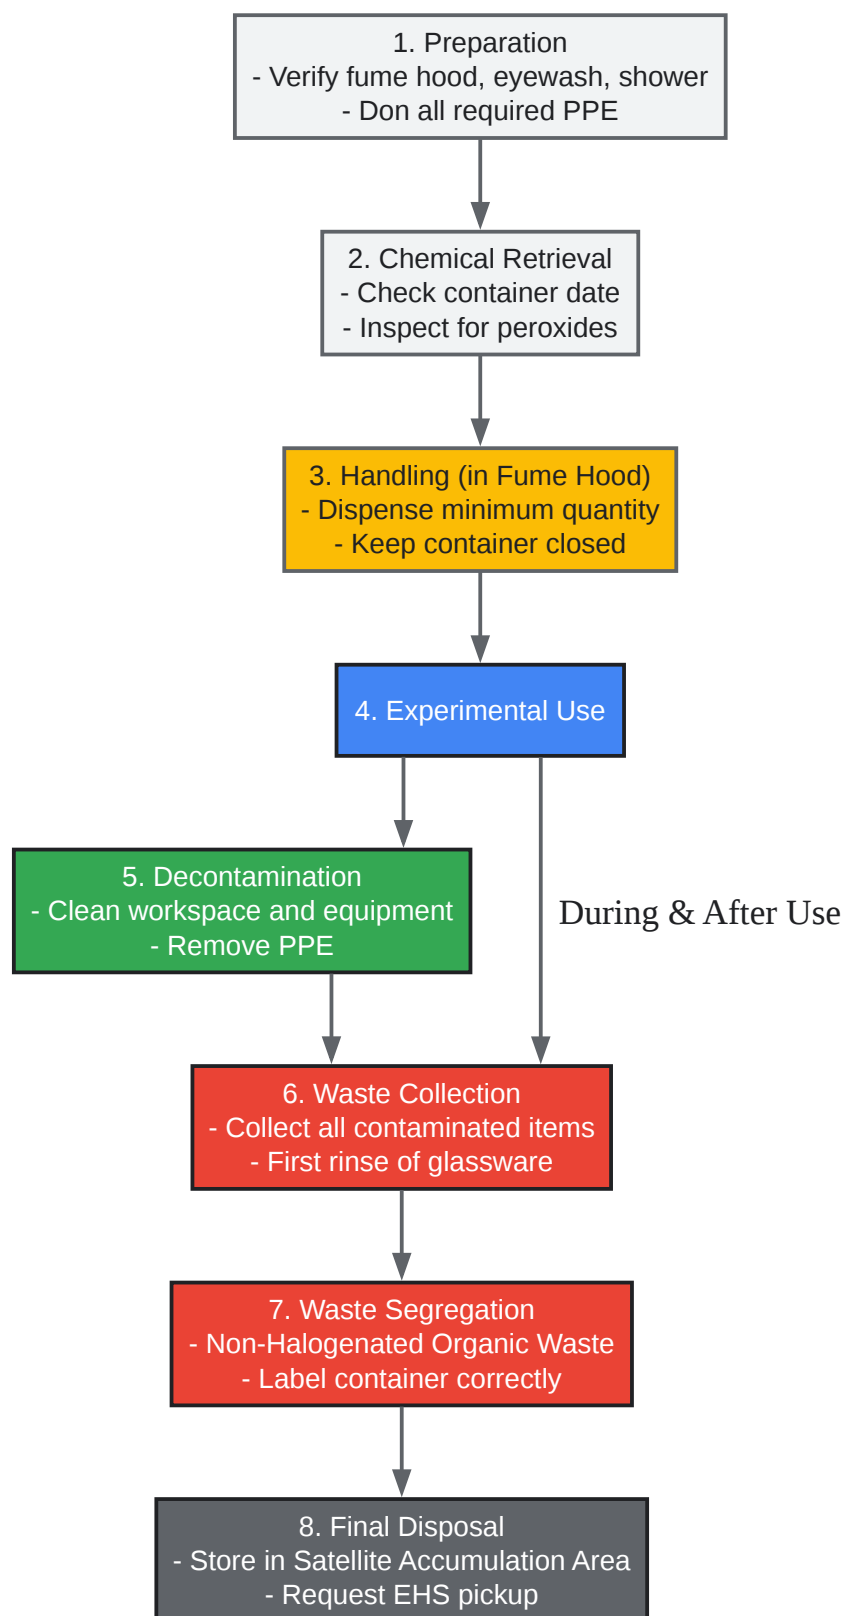 1. Preparation
- Verify fume hood, eyewash, shower
- Don all required PPE
2. Chemical Retrieval
- Check container date
- Inspect for peroxides
3. Handling (in Fume Hood)
- Dispense minimum quantity
- Keep container closed
4. Experimental Use
5. Decontamination
- Clean workspace and equipment
- Remove PPE
During & After Use
6. Waste Collection
- Collect all contaminated items
- First rinse of glassware
7. Waste Segregation
- Non-Halogenated Organic Waste
- Label container correctly
8. Final Disposal
- Store in Satellite Accumulation Area
- Request EHS pickup